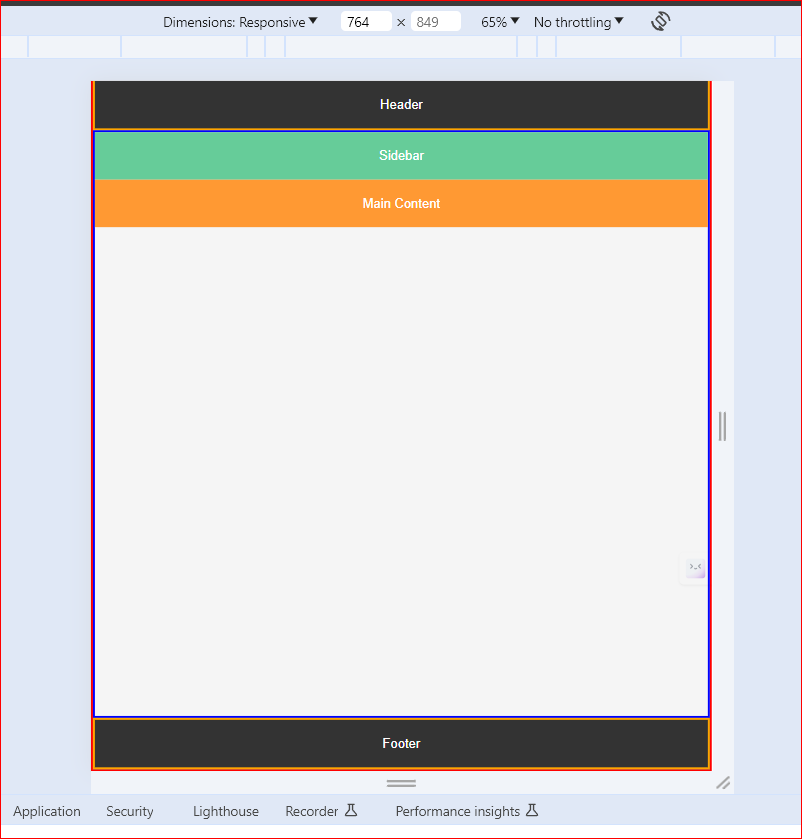 Dimensions: Responsive 764 × 849 65% No throttling
Header
Sidebar
Main Content
Footer
Application Security Lighthouse Recorder Performance insights